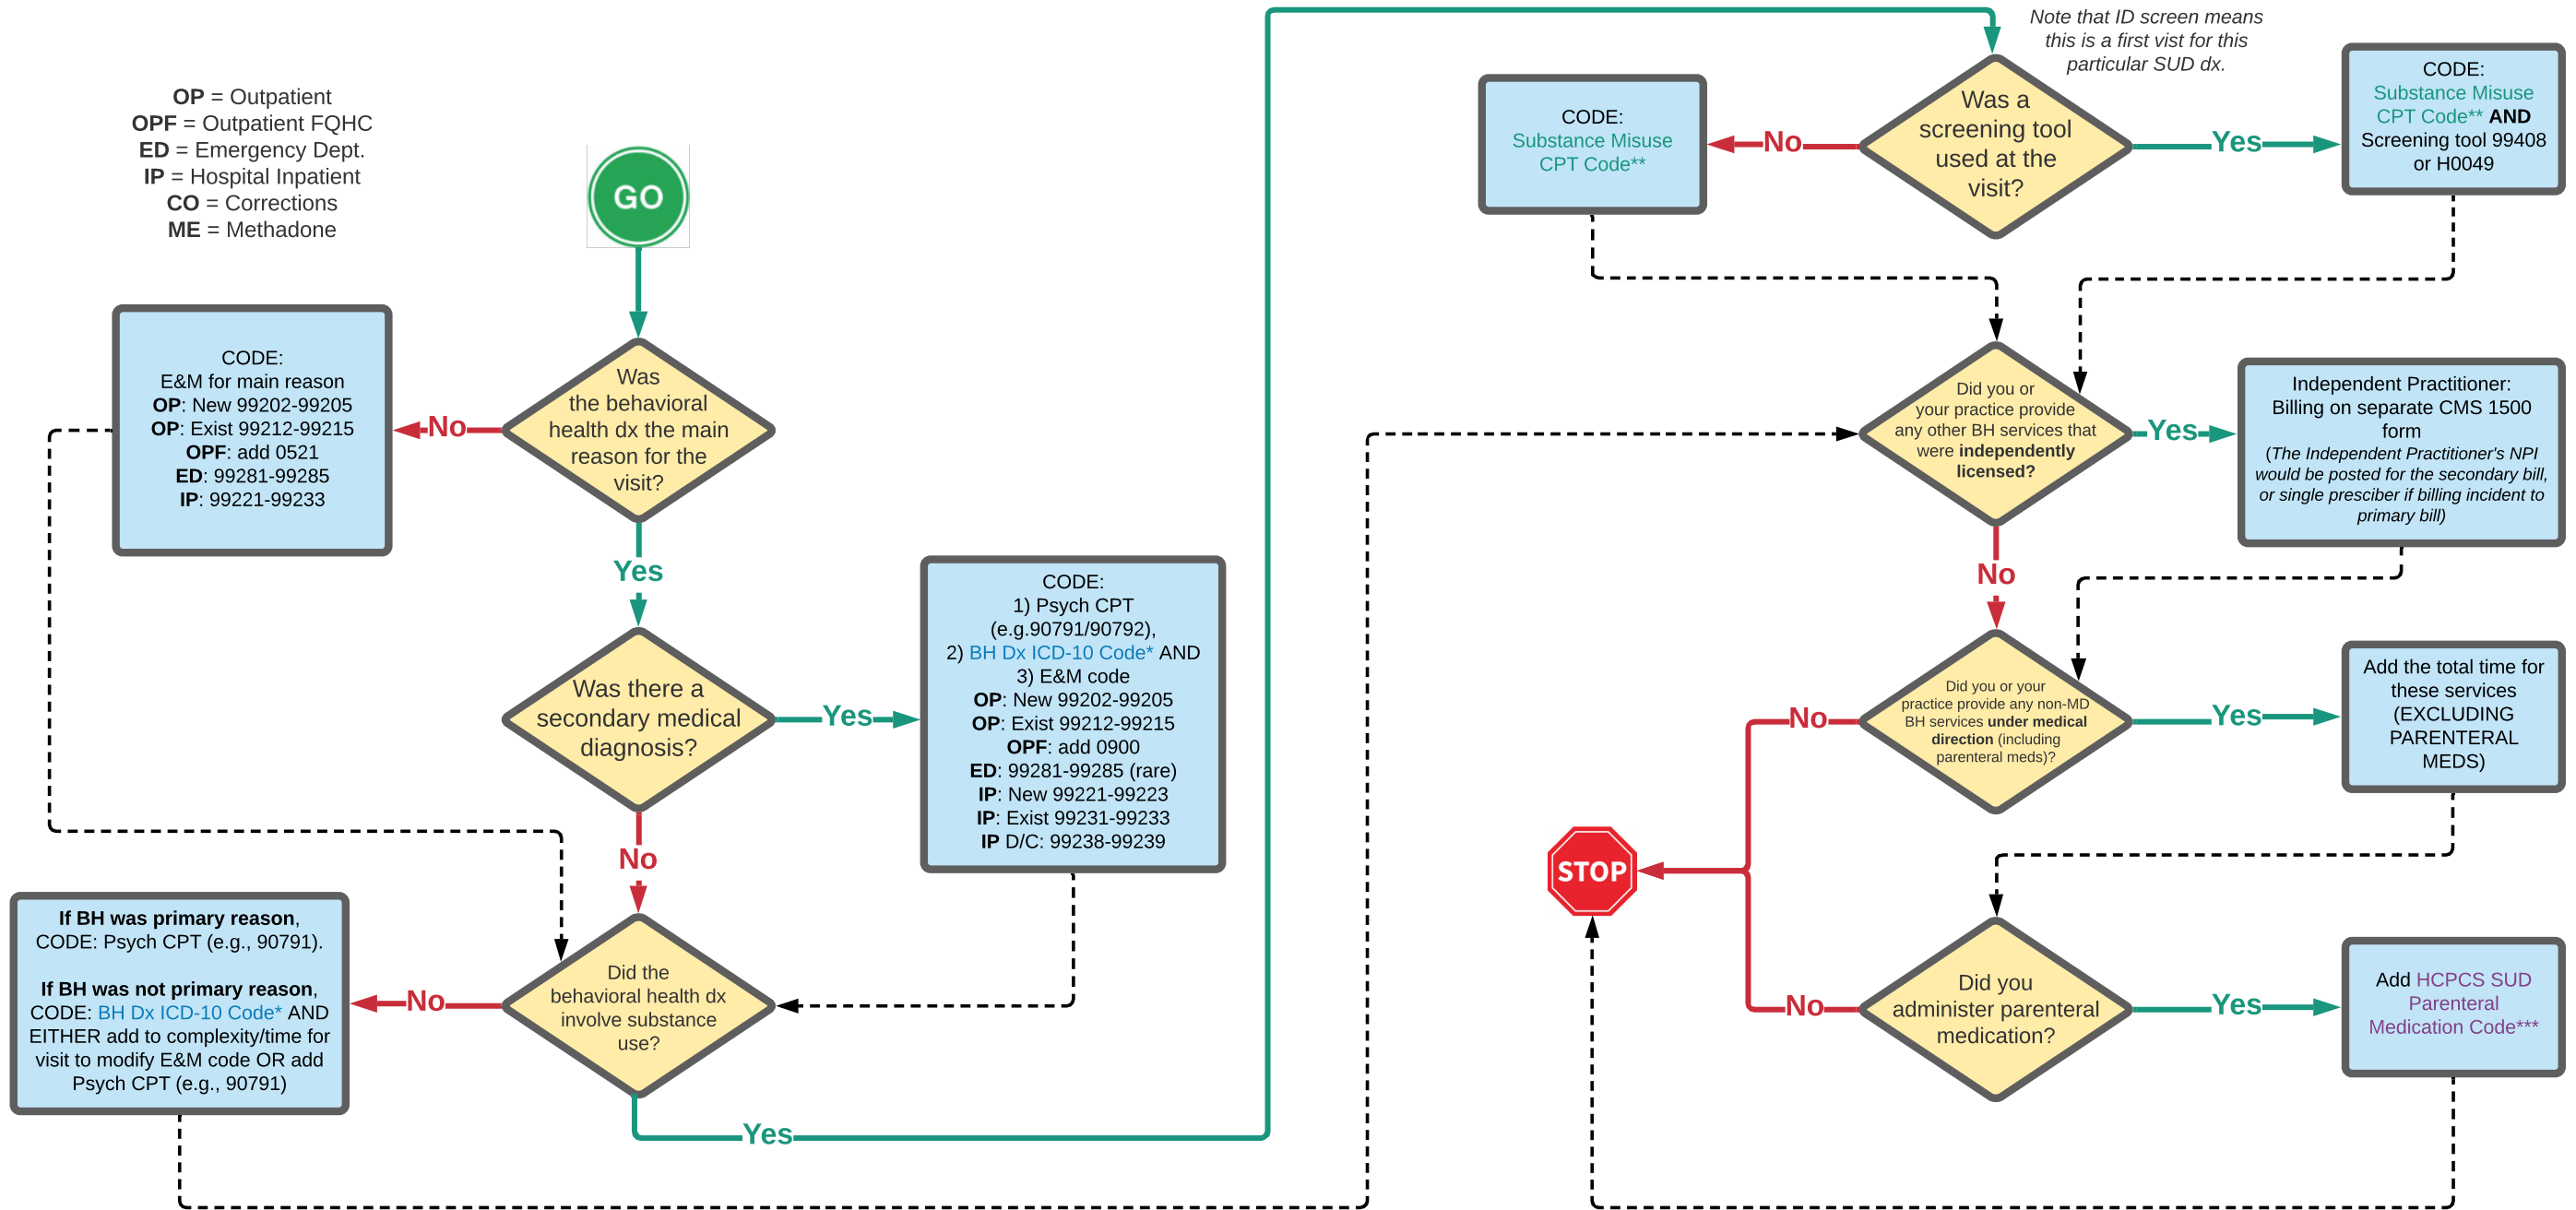 OP = Outpatient
OPF = Outpatient FQHC
ED = Emergency Dept.
IP = Hospital Inpatient
CO = Corrections
ME = Methadone
GO
Was
the behavioral
health dx the main
reason for the
visit?
No
CODE:
E&M for main reason
OP: New 99202-99205
OP: Exist 99212-99215
OPF: add 0521
ED: 99281-99285
IP: 99221-99233
Yes
Was there a
secondary medical
diagnosis?
Yes
CODE:
1) Psych CPT
(e.g.90791/90792),
2) BH Dx ICD-10 Code* AND
3) E&M code
OP: New 99202-99205
OP: Exist 99212-99215
OPF: add 0900
ED: 99281-99285 (rare)
IP: New 99221-99223
IP: Exist 99231-99233
IP D/C: 99238-99239
No
Did the
behavioral health dx
involve substance
use?
No
If BH was primary reason,
CODE: Psych CPT (e.g., 90791).
If BH was not primary reason,
CODE: BH Dx ICD-10 Code* AND
EITHER add to complexity/time for
visit to modify E&M code OR add
Psych CPT (e.g., 90791)
Yes
Note that ID screen means
this is a first vist for this
particular SUD dx.
Was a
screening tool
used at the
visit?
No
CODE:
Substance Misuse
CPT Code**
Yes
CODE:
Substance Misuse
CPT Code** AND
Screening tool 99408
or H0049
Did you or
your practice provide
any other BH services that
were independently
licensed?
Yes
Independent Practitioner:
Billing on separate CMS 1500
form
(The Independent Practitioner's NPI
would be posted for the secondary bill,
or single presciber if billing incident to
primary bill)
No
Did you or your
practice provide any non-MD
BH services under medical
direction (including
parenteral meds)?
No
Yes
Add the total time for
these services
(EXCLUDING
PARENTERAL
MEDS)
STOP
Did you
administer parenteral
medication?
No
Yes
Add HCPCS SUD
Parenteral
Medication Code***